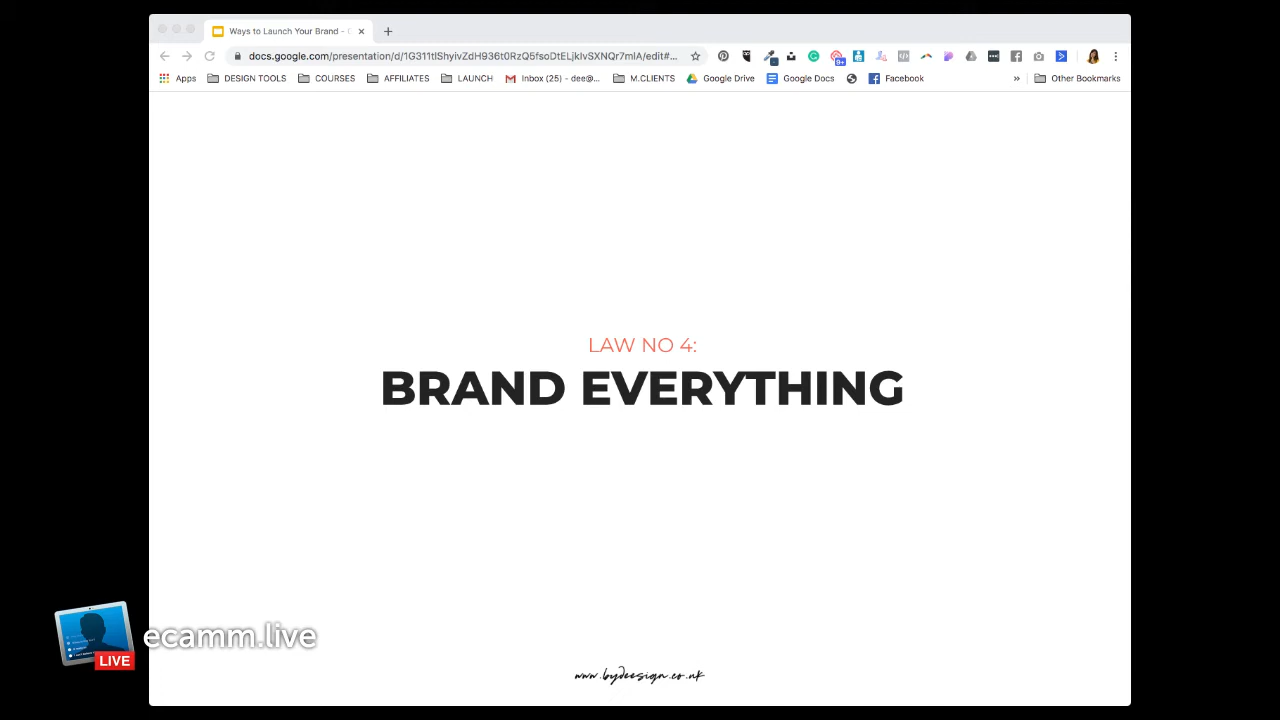 Ways to Launch Your Brand -
docs.google.com/presentation/d/1G311tlShyivZdH936t0RzQ5fsoDtELjklvSXNQr7mlA/edit#...
Apps DESIGN TOOLS COURSES AFFILIATES LAUNCH Inbox (25) - dee@... M.CLIENTS Google Drive Google Docs Facebook » Other Bookmarks
LAW NO 4:
BRAND EVERYTHING
ecamm.live
LIVE
www.bydeesign.co.uk